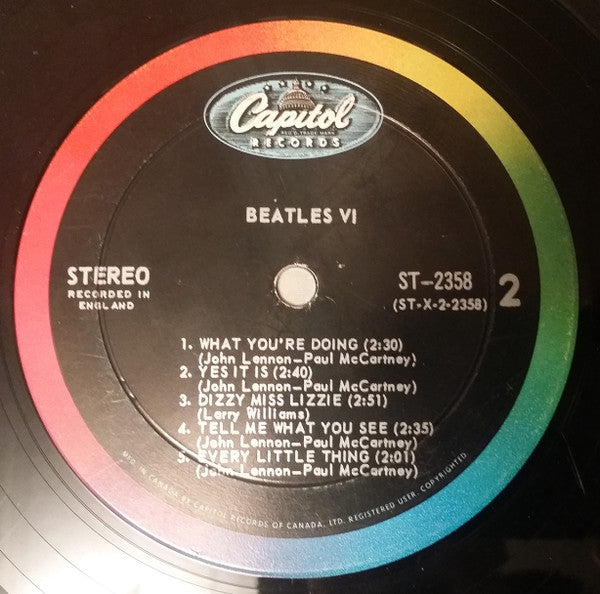 Capitol
REG'D. TRADE MARK
RECORDS
BEATLES VI
STEREO
RECORDED IN
ENGLAND
ST-2358
(ST-X-2-2358)
2
1. WHAT YOU'RE DOING (2:30)
(John Lennon-Paul McCartney)
2. YES IT IS (2:40)
(John Lennon-Paul McCartney)
3. DIZZY MISS LIZZIE (2:51)
(Larry Williams)
4. TELL ME WHAT YOU SEE (2:35)
(John Lennon-Paul McCartney)
5. EVERY LITTLE THING (2:01)
(John Lennon-Paul McCartney)
MFD. IN CANADA BY CAPITOL RECORDS OF CANADA, LTD. REGISTERED USER. COPYRIGHTED